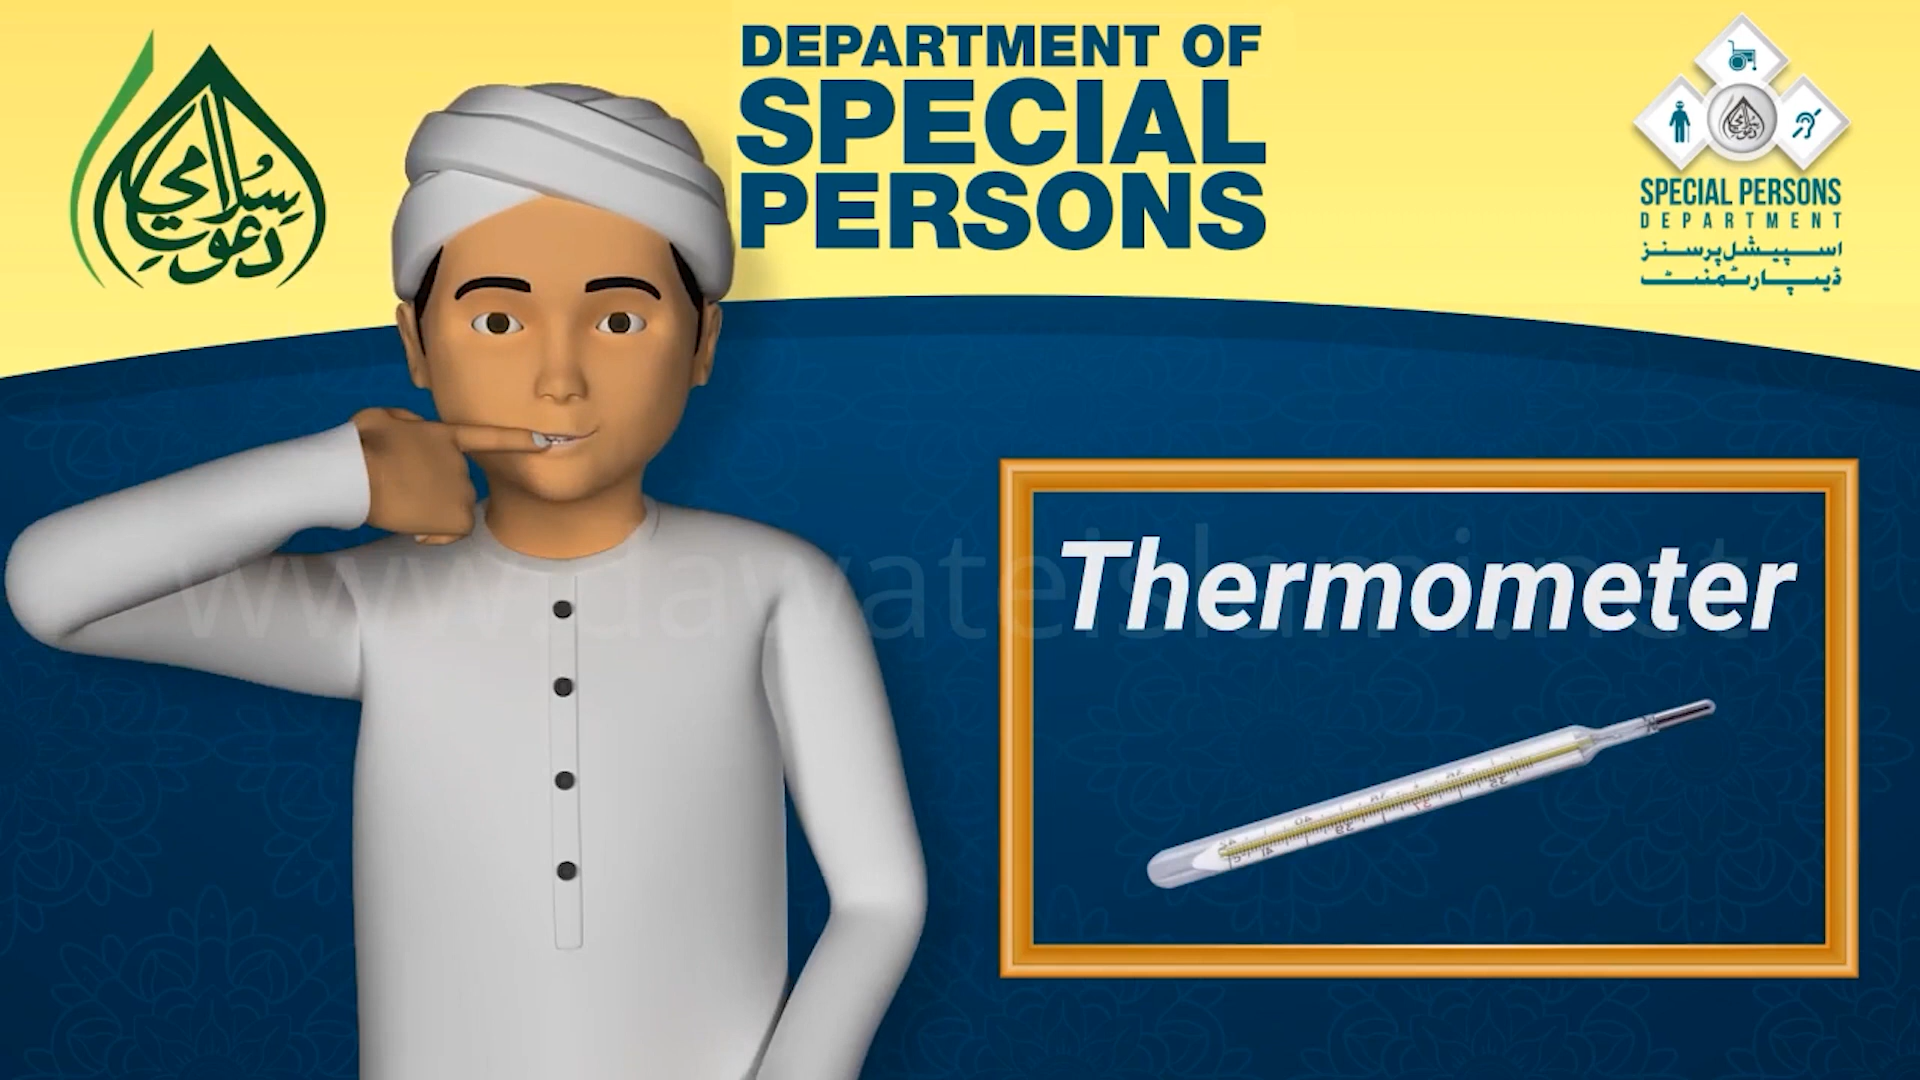 دعوتِ اسلامی
DEPARTMENT OF
SPECIAL
PERSONS
SPECIAL PERSONS
DEPARTMENT
اسپیشل پرسنز
ڈیپارٹمنٹ
www.dawateislami.net
Thermometer